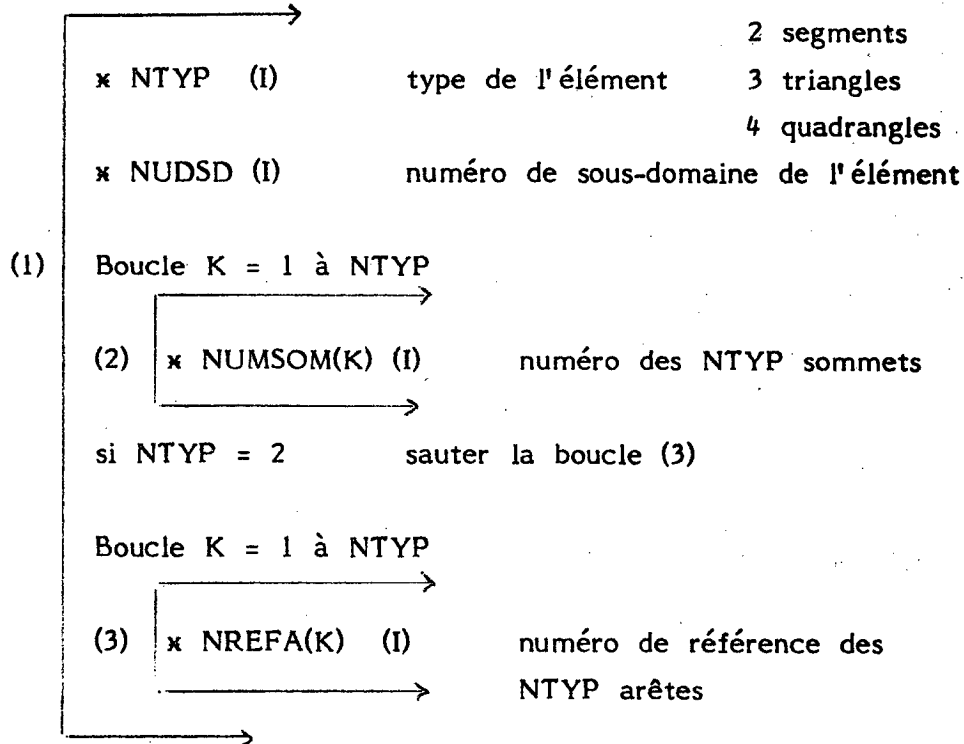 2 segments
× NTYP (I) type de l'élément 3 triangles
4 quadrangles
× NUDSD (I) numéro de sous-domaine de l'élément
(1) Boucle K = 1 à NTYP
(2) × NUMSOM(K) (I) numéro des NTYP sommets
si NTYP = 2 sauter la boucle (3)
Boucle K = 1 à NTYP
(3) × NREFA(K) (I) numéro de référence des
NTYP arêtes